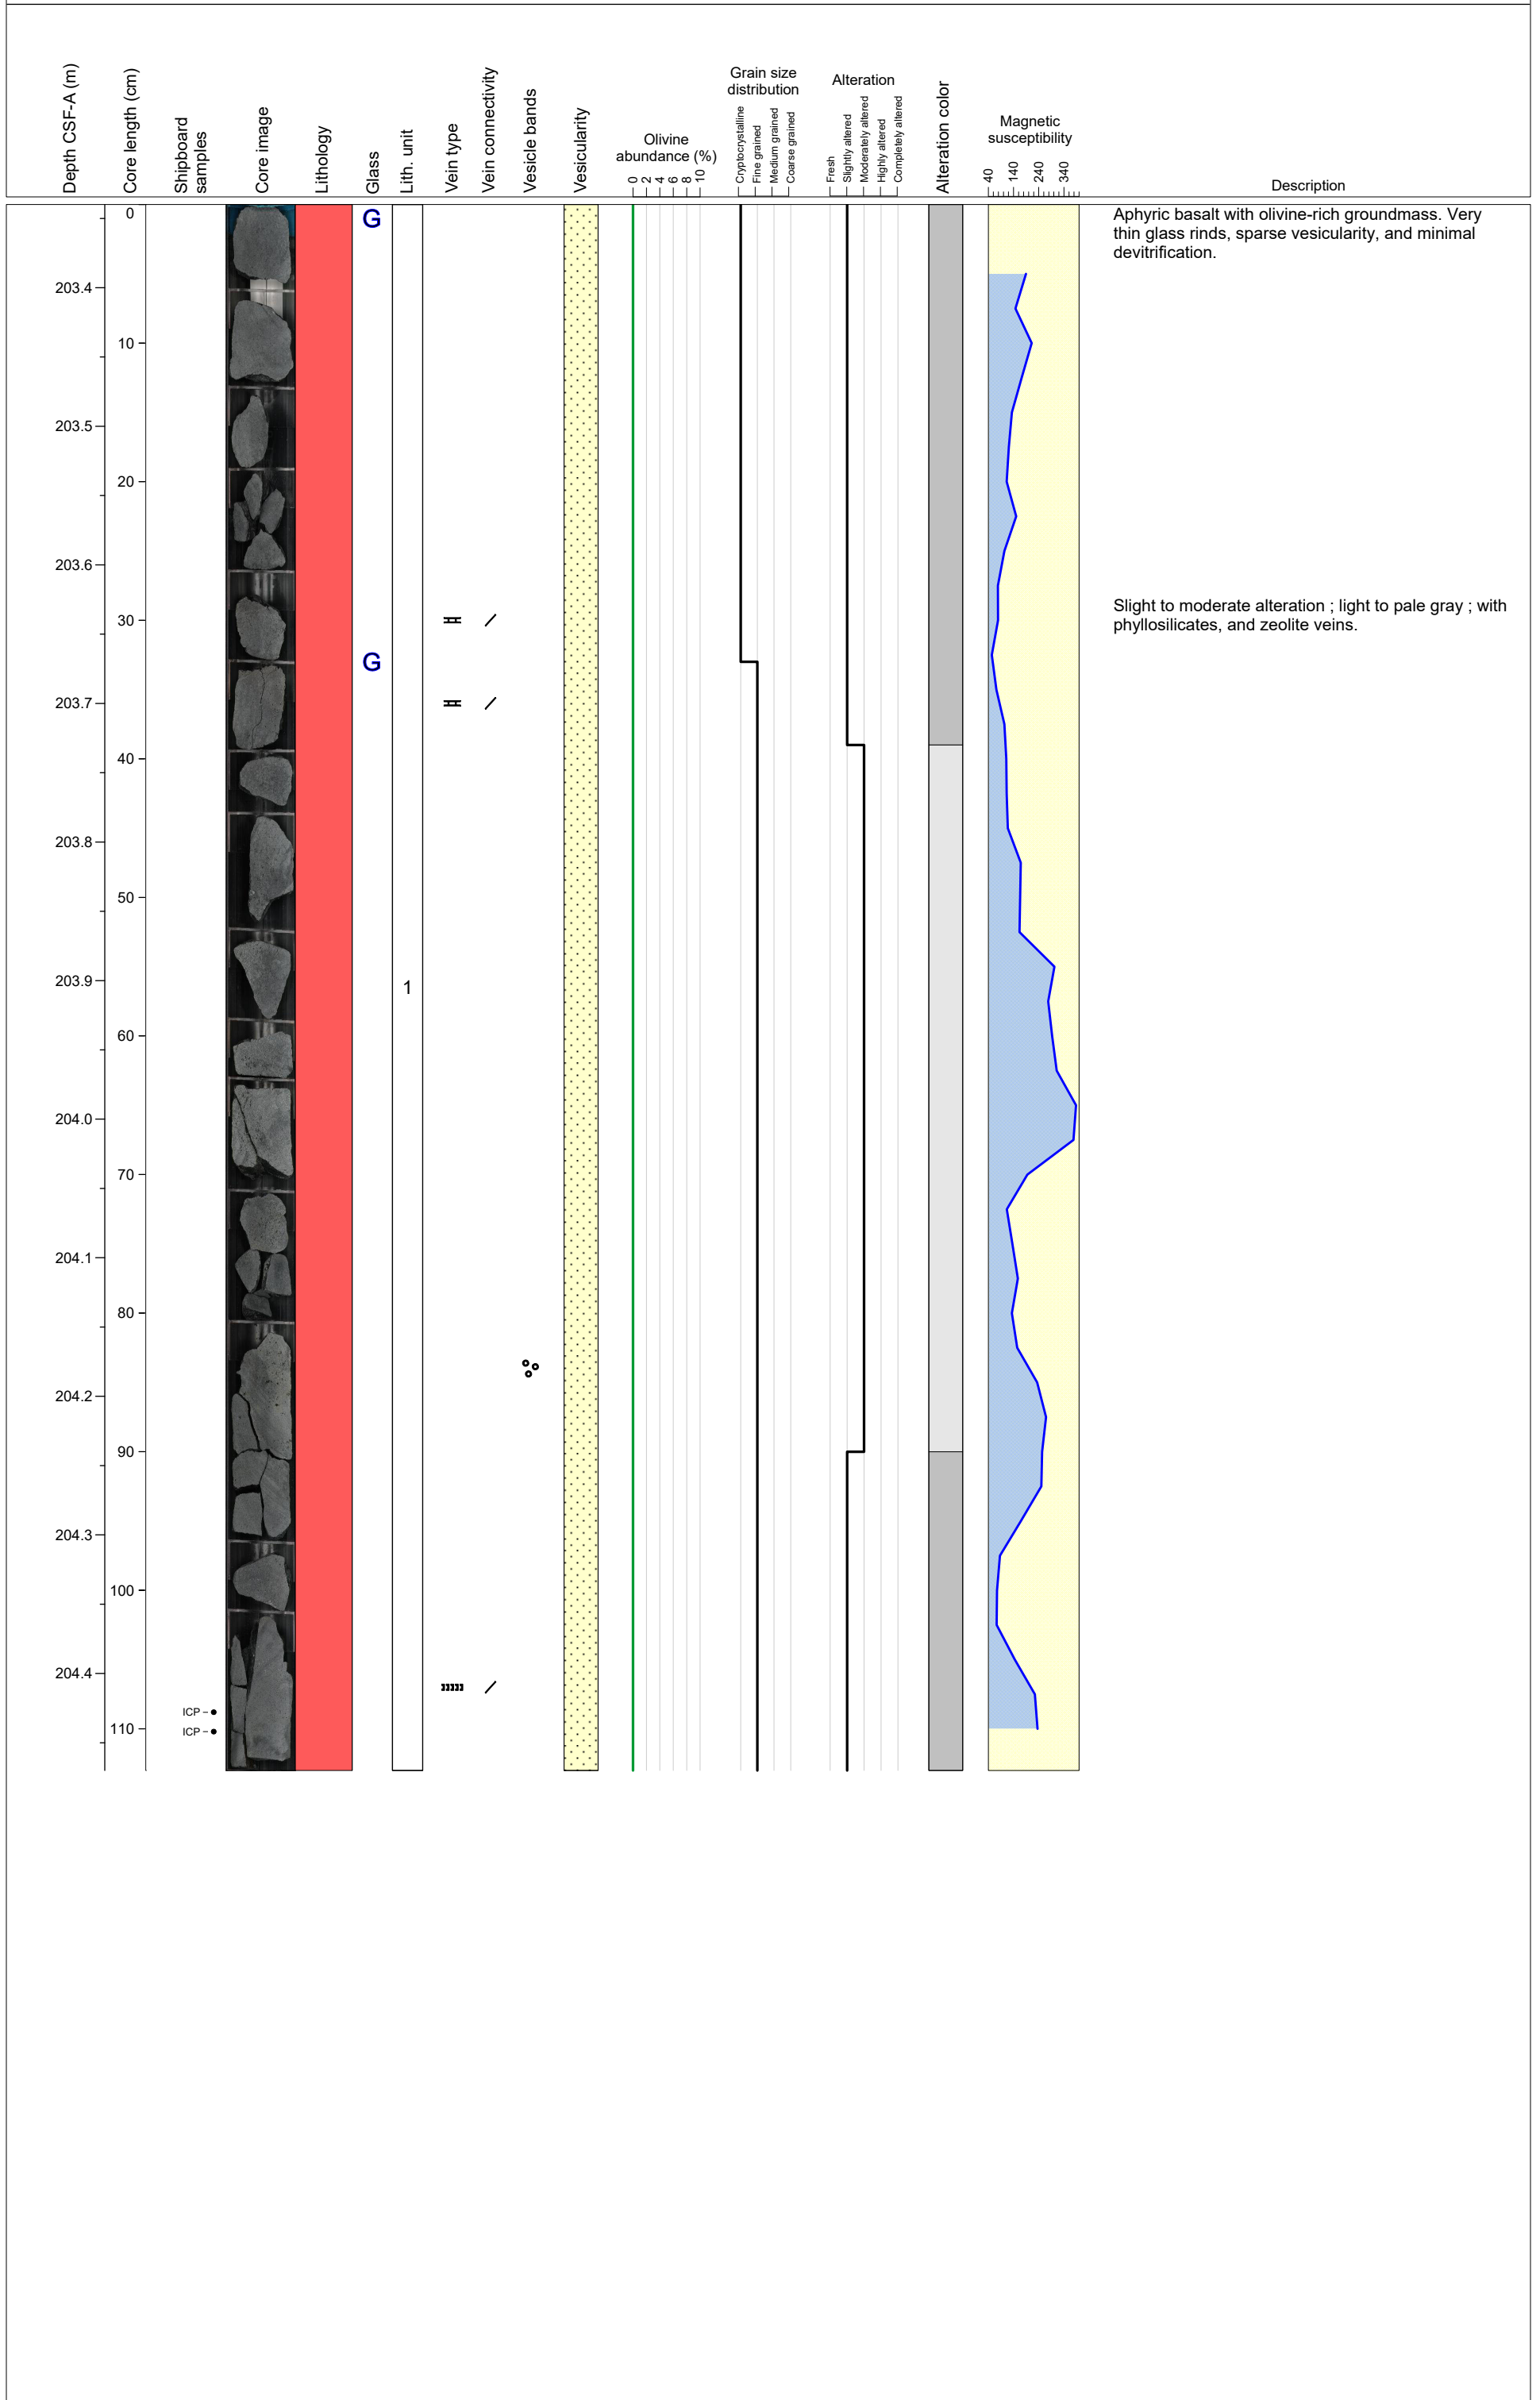 Depth CSF-A (m)
Core length (cm)
Shipboard
samples
Core image
Lithology
Glass
Lith. unit
Vein type
Vein connectivity
Vesicle bands
Vesicularity
Olivine
abundance (%)
0 2 4 6 8 10
Grain size
distribution
Cryptocrystalline
Fine grained
Medium grained
Coarse grained
Alteration
Fresh
Slightly altered
Moderately altered
Highly altered
Completely altered
Alteration color
Magnetic
susceptibility
40 140 240 340
Description
0
G
Aphyric basalt with olivine-rich groundmass. Very
thin glass rinds, sparse vesicularity, and minimal
devitrification.
203.4
10
203.5
20
203.6
30
Slight to moderate alteration ; light to pale gray ; with
phyllosilicates, and zeolite veins.
G
203.7
40
203.8
50
203.9
1
60
204.0
70
204.1
80
204.2
90
204.3
100
204.4
ICP
110
ICP